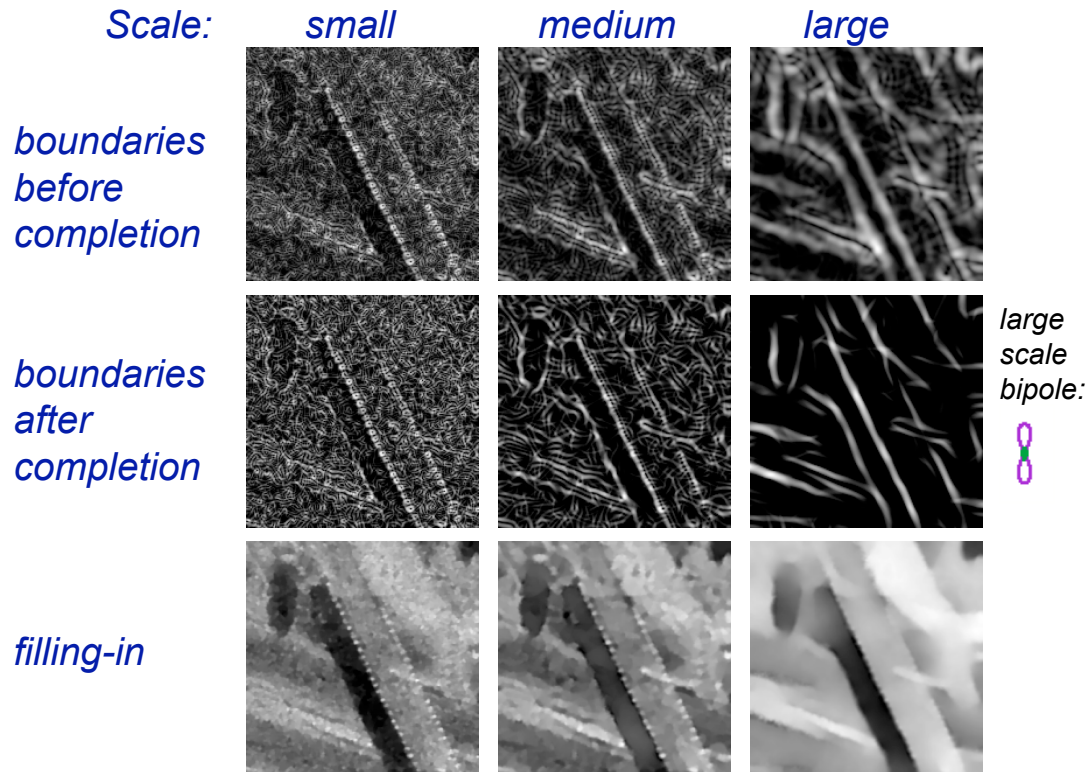 Scale: small medium large
boundaries
before
completion
boundaries
after
completion
large
scale
bipole:
filling-in